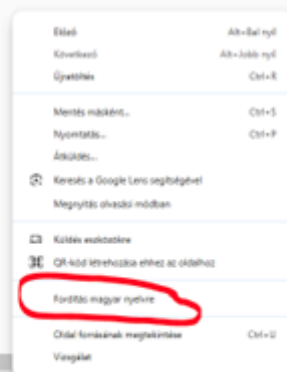 Előző Alt+Bal nyíl
Következő Alt+Jobb nyíl
Újratöltés Ctrl+R
Mentés másként... Ctrl+S
Nyomtatás... Ctrl+P
Átküldés...
Keresés a Google Lens segítségével
Megnyitás olvasási módban
Küldés eszközökre
QR-kód létrehozása ehhez az oldalhoz
Fordítás magyar nyelvre
Oldal forrásának megtekintése Ctrl+U
Vizsgálat